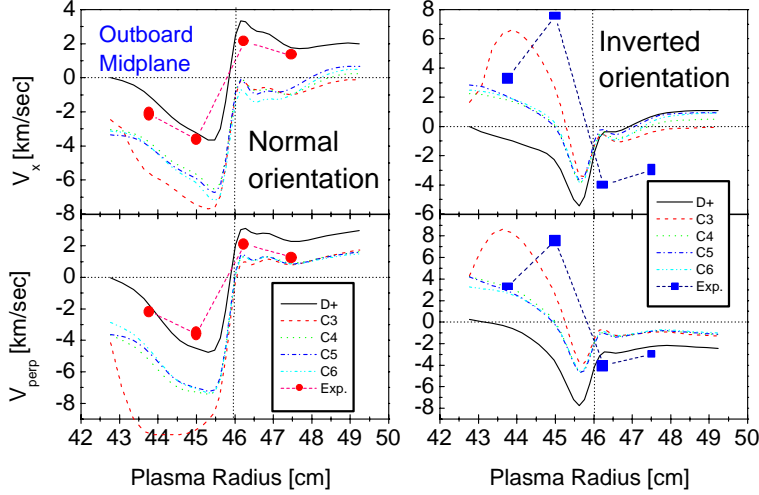 4
2
0
-2
-4
-6
-8
V_x [km/sec]
Outboard
Midplane
Normal
orientation
8
6
4
2
0
-2
-4
-6
Inverted
orientation
D+
C3
C4
C5
C6
Exp.
2
0
-2
-4
-6
-8
V_perp [km/sec]
D+
C3
C4
C5
C6
Exp.
8
6
4
2
0
-2
-4
-6
-8
42 43 44 45 46 47 48 49 50
Plasma Radius [cm]
42 43 44 45 46 47 48 49 50
Plasma Radius [cm]